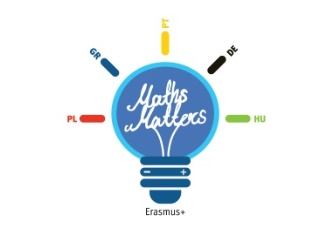 PT
GR
DE
PL
HU
Maths
Matters
− +
Erasmus+